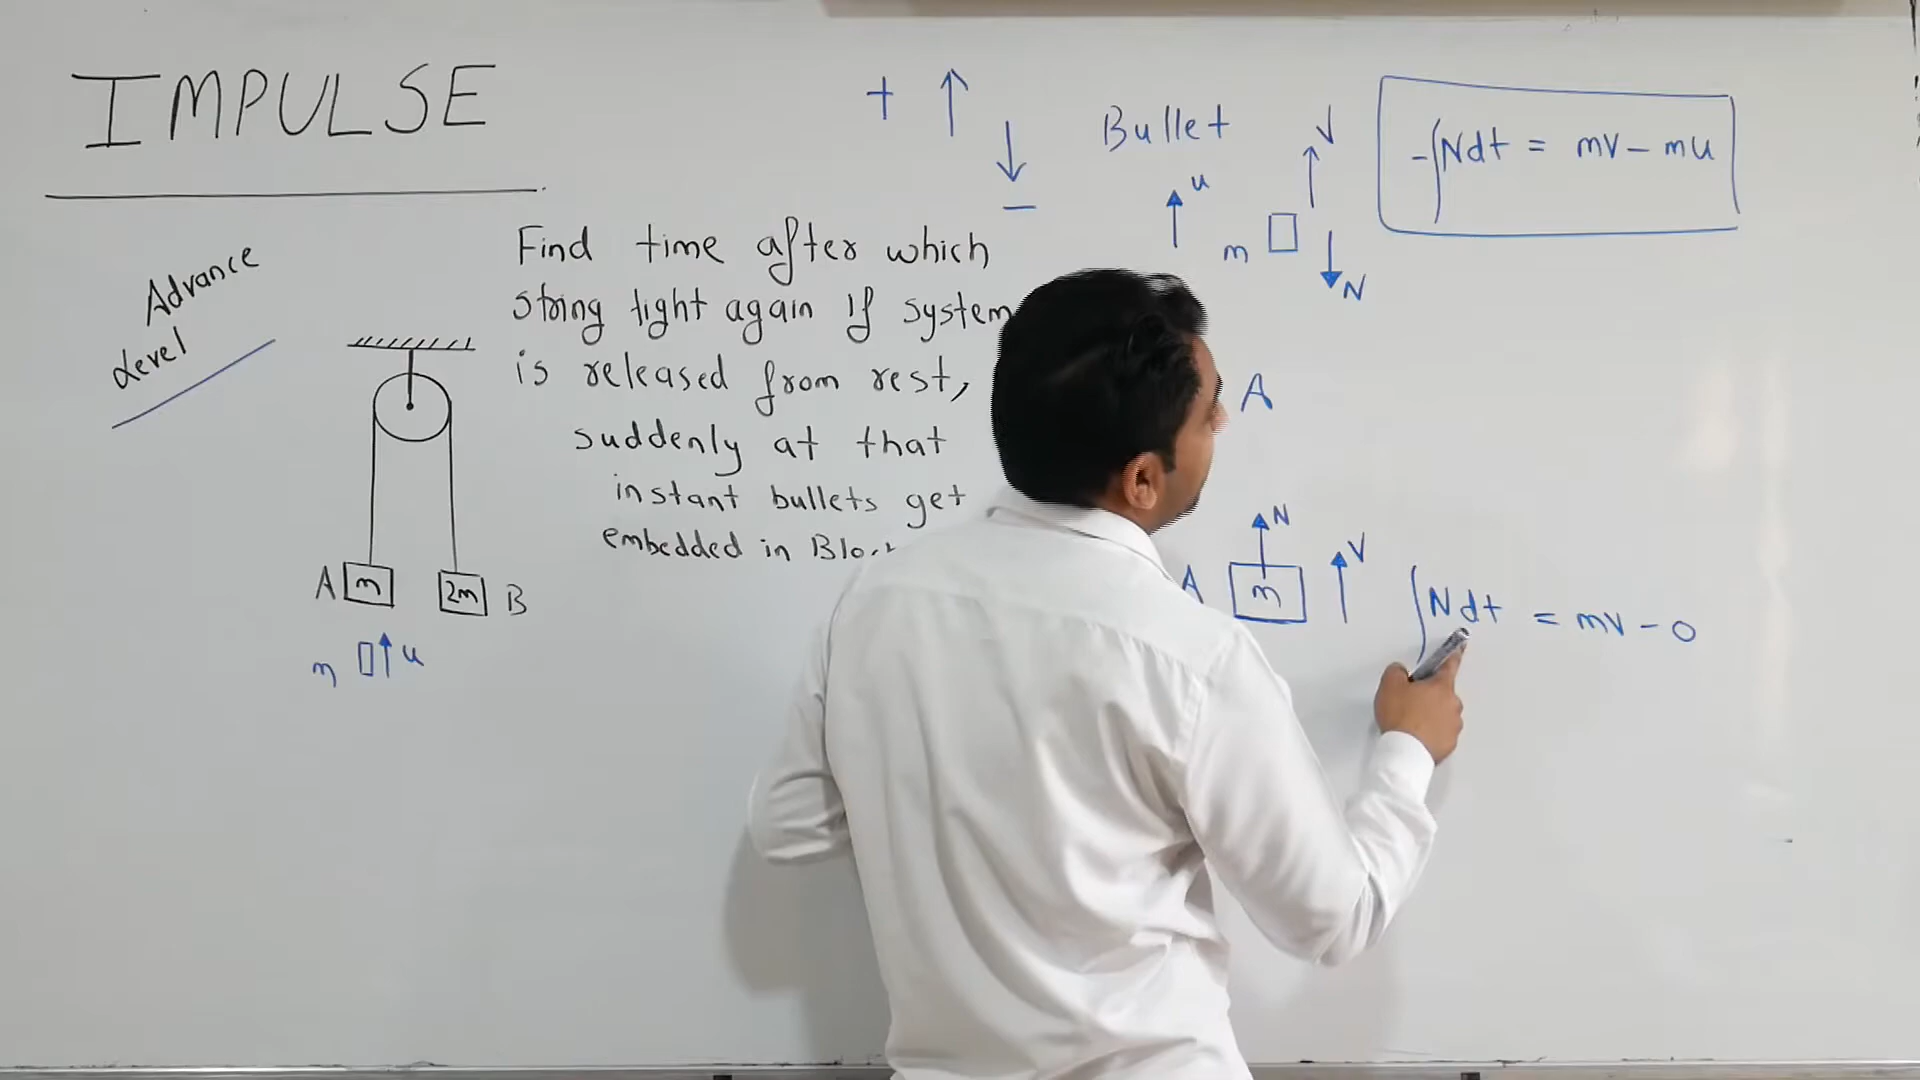 IMPULSE
Advance
Level
Find time after which
string tight again If system
is released from rest,
suddenly at that
instant bullets get
embedded in
A m
2m B
m u
+
−
Bullet
u
V
m
N
-∫Ndt = mv - mu
A
N
A m
V
∫Ndt = mv - 0